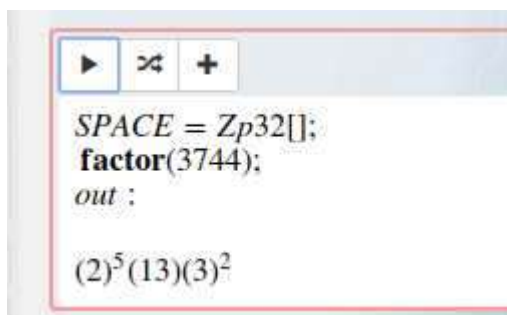 SPACE = Zp32[];
factor(3744);
out :
(2)⁵(13)(3)²